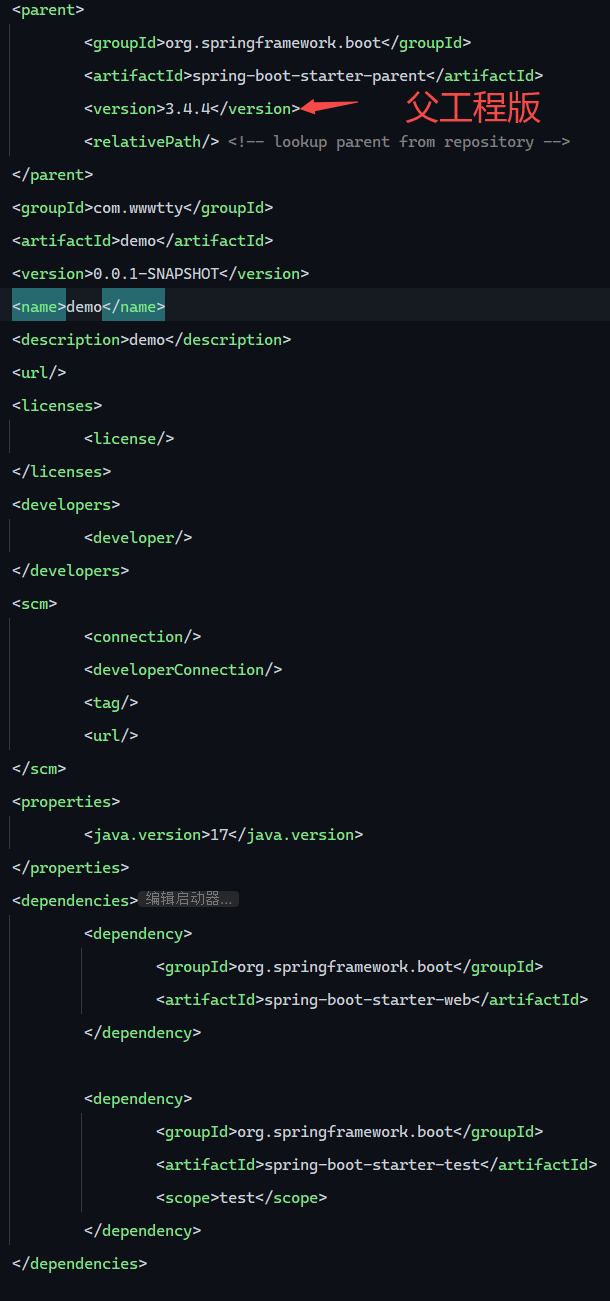 <parent>
<groupId>org.springframework.boot</groupId>
<artifactId>spring-boot-starter-parent</artifactId>
<version>3.4.4</version> 父工程版
<relativePath/> <!-- lookup parent from repository -->
</parent>
<groupId>com.wwwtty</groupId>
<artifactId>demo</artifactId>
<version>0.0.1-SNAPSHOT</version>
<name>demo</name>
<description>demo</description>
<url/>
<licenses>
<license/>
</licenses>
<developers>
<developer/>
</developers>
<scm>
<connection/>
<developerConnection/>
<tag/>
<url/>
</scm>
<properties>
<java.version>17</java.version>
</properties>
<dependencies> 编辑启动器...
<dependency>
<groupId>org.springframework.boot</groupId>
<artifactId>spring-boot-starter-web</artifactId>
</dependency>
<dependency>
<groupId>org.springframework.boot</groupId>
<artifactId>spring-boot-starter-test</artifactId>
<scope>test</scope>
</dependency>
</dependencies>